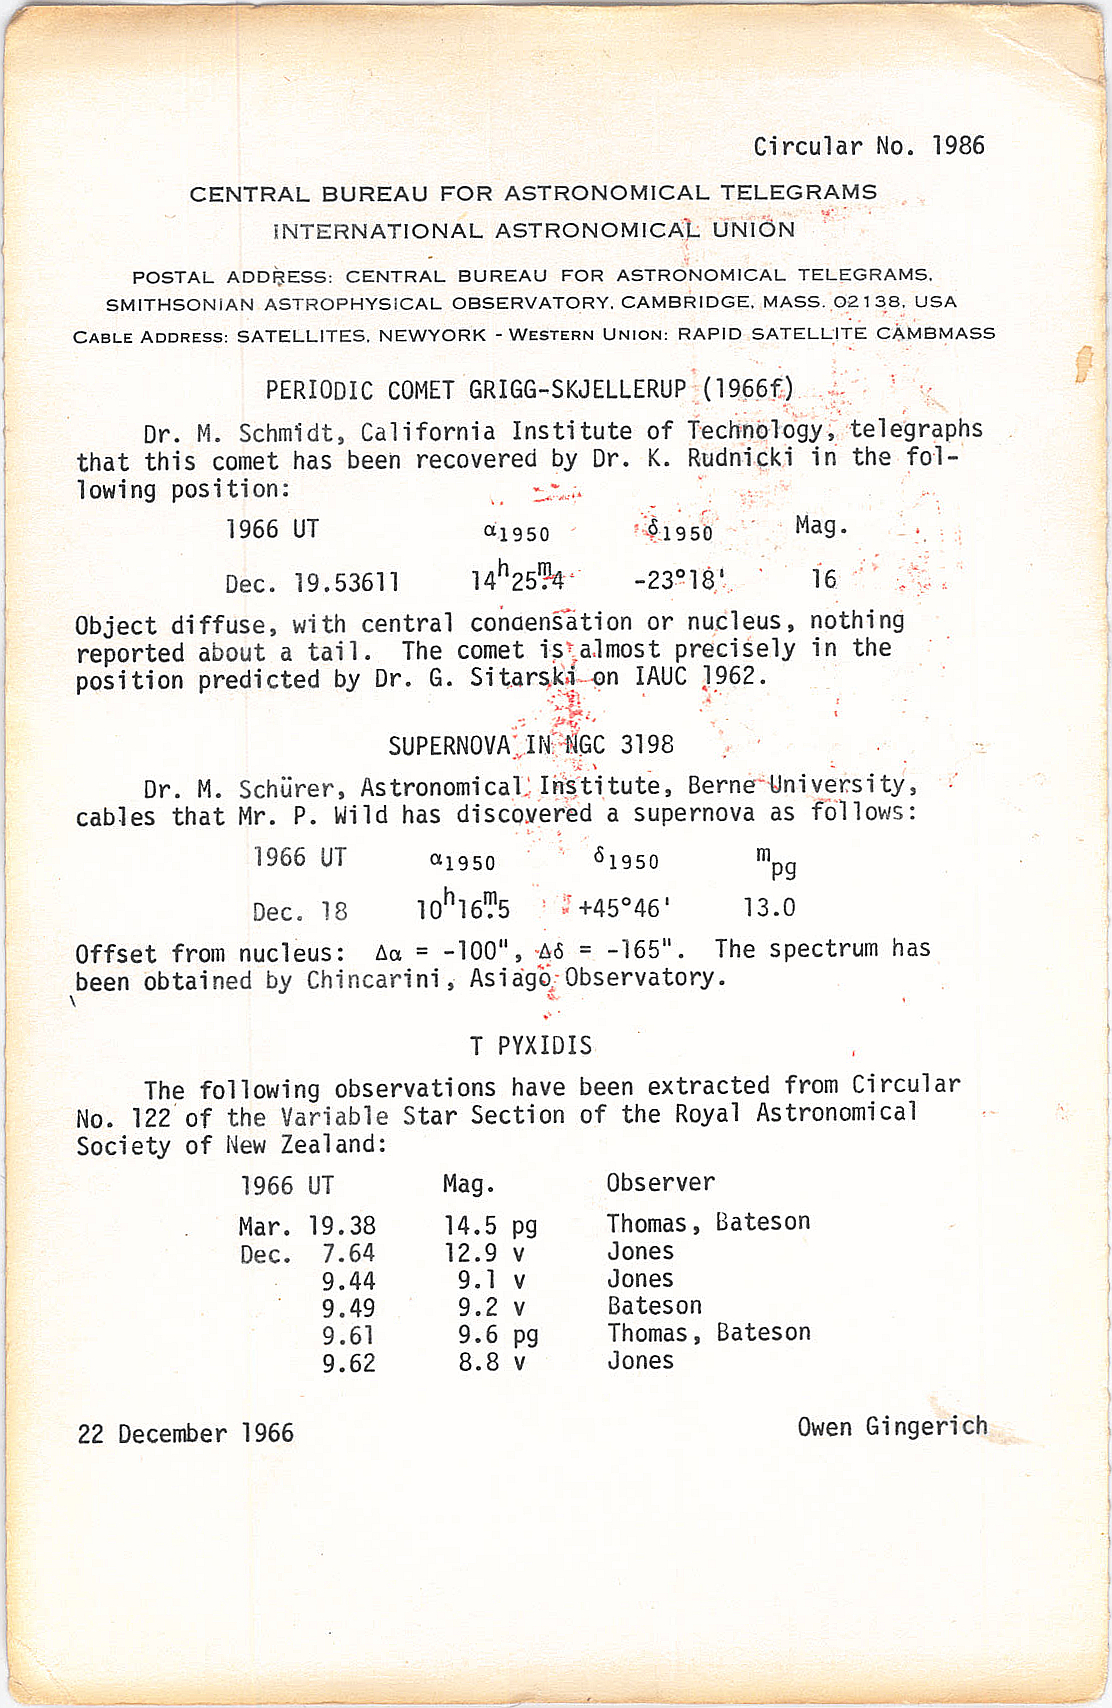 Circular No. 1986
CENTRAL BUREAU FOR ASTRONOMICAL TELEGRAMS
INTERNATIONAL ASTRONOMICAL UNION
POSTAL ADDRESS: CENTRAL BUREAU FOR ASTRONOMICAL TELEGRAMS,
SMITHSONIAN ASTROPHYSICAL OBSERVATORY, CAMBRIDGE, MASS. 02138, USA
CABLE ADDRESS: SATELLITES, NEWYORK - WESTERN UNION: RAPID SATELLITE CAMBMASS
PERIODIC COMET GRIGG-SKJELLERUP (1966f)
Dr. M. Schmidt, California Institute of Technology, telegraphs
that this comet has been recovered by Dr. K. Rudnicki in the fol-
lowing position:
1966 UT α1950 δ1950 Mag.
Dec. 19.53611 14ʰ25ᵐ.4 -23°18' 16
Object diffuse, with central condensation or nucleus, nothing
reported about a tail. The comet is almost precisely in the
position predicted by Dr. G. Sitarski on IAUC 1962.
SUPERNOVA IN NGC 3198
Dr. M. Schürer, Astronomical Institute, Berne University,
cables that Mr. P. Wild has discovered a supernova as follows:
1966 UT α1950 δ1950 mpg
Dec. 18 10ʰ16ᵐ.5 +45°46' 13.0
Offset from nucleus: Δα = -100", Δδ = -165". The spectrum has
been obtained by Chincarini, Asiago Observatory.
T PYXIDIS
The following observations have been extracted from Circular
No. 122 of the Variable Star Section of the Royal Astronomical
Society of New Zealand:
1966 UT Mag. Observer
Mar. 19.38 14.5 pg Thomas, Bateson
Dec. 7.64 12.9 v Jones
9.44 9.1 v Jones
9.49 9.2 v Bateson
9.61 9.6 pg Thomas, Bateson
9.62 8.8 v Jones
22 December 1966 Owen Gingerich